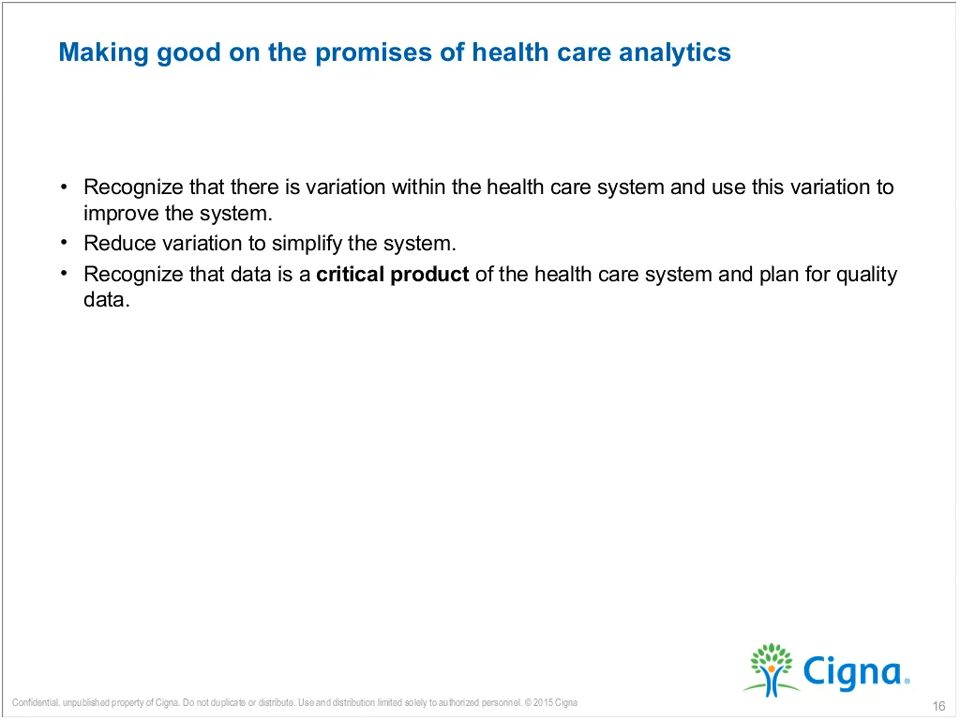 Making good on the promises of health care analytics
• Recognize that there is variation within the health care system and use this variation to
improve the system.
• Reduce variation to simplify the system.
• Recognize that data is a critical product of the health care system and plan for quality
data.
Cigna®
Confidential, unpublished property of Cigna. Do not duplicate or distribute. Use and distribution limited solely to authorized personnel. © 2015 Cigna
16